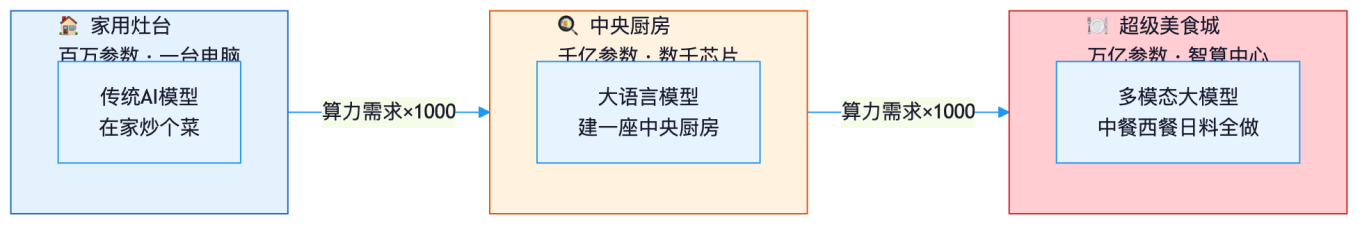 🏠 家用灶台
百万参数·一台电脑
传统AI模型
在家炒个菜
算力需求×1000
🍳 中央厨房
千亿参数·数千芯片
大语言模型
建一座中央厨房
算力需求×1000
🍽️ 超级美食城
万亿参数·智算中心
多模态大模型
中餐西餐日料全做